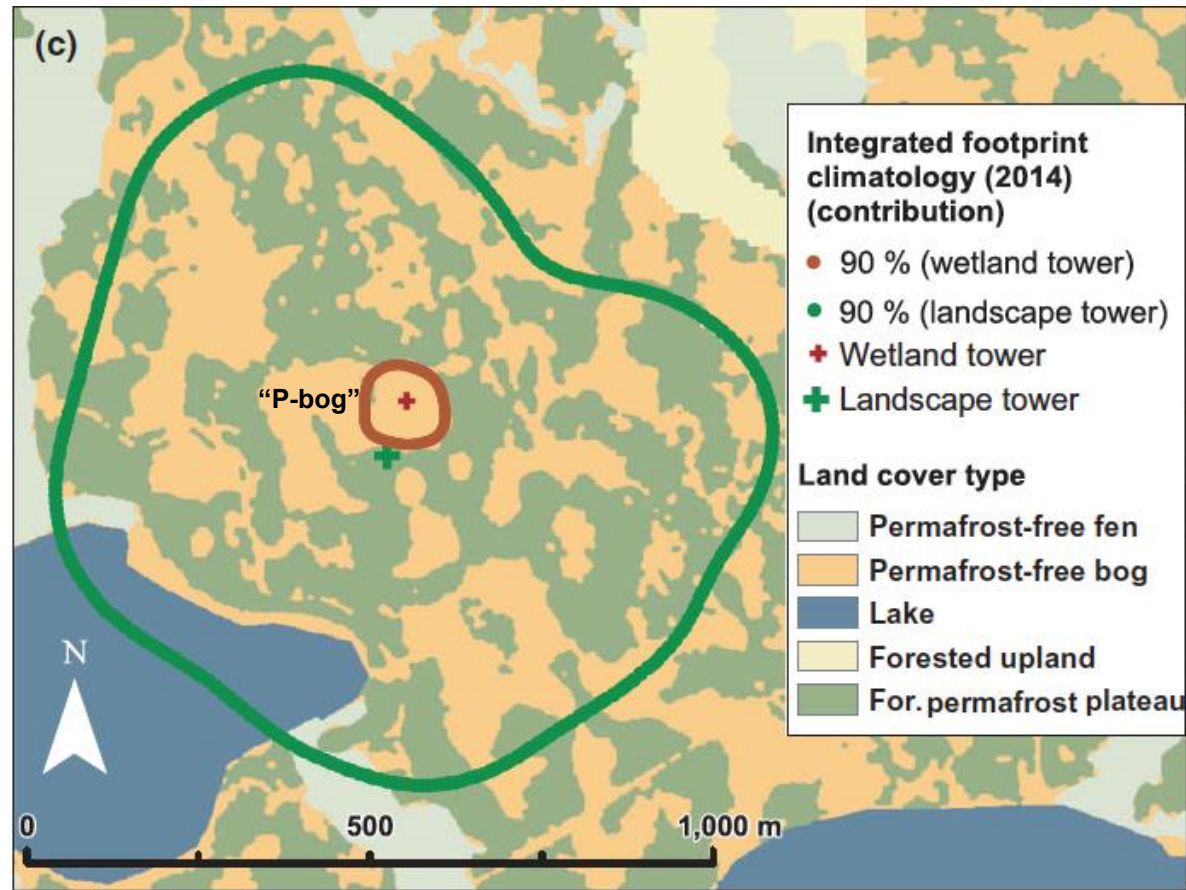 (c)
Integrated footprint
climatology (2014)
(contribution)
90 % (wetland tower)
90 % (landscape tower)
Wetland tower
Landscape tower
"P-bog"
Land cover type
Permafrost-free fen
Permafrost-free bog
Lake
Forested upland
For. permafrost plateau
N
0 500 1,000 m